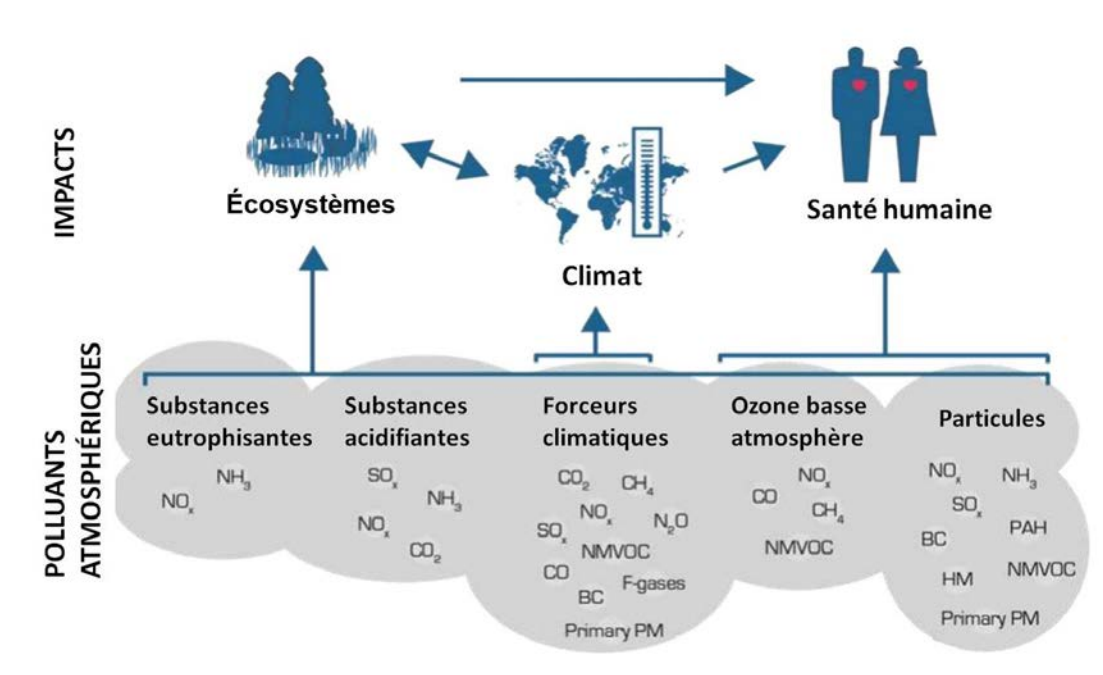 IMPACTS
Écosystèmes
Climat
Santé humaine
POLLUANTS
ATMOSPHÉRIQUES
Substances
eutrophisantes
NH₃
NOₓ
Substances
acidifiantes
SOₓ
NH₃
NOₓ
CO₂
Forceurs
climatiques
CO₂
CH₄
NOₓ
N₂O
SOₓ
NMVOC
CO
F-gases
BC
Primary PM
Ozone basse
atmosphère
NOₓ
CO
CH₄
NMVOC
Particules
NOₓ
NH₃
SOₓ
PAH
BC
NMVOC
HM
Primary PM